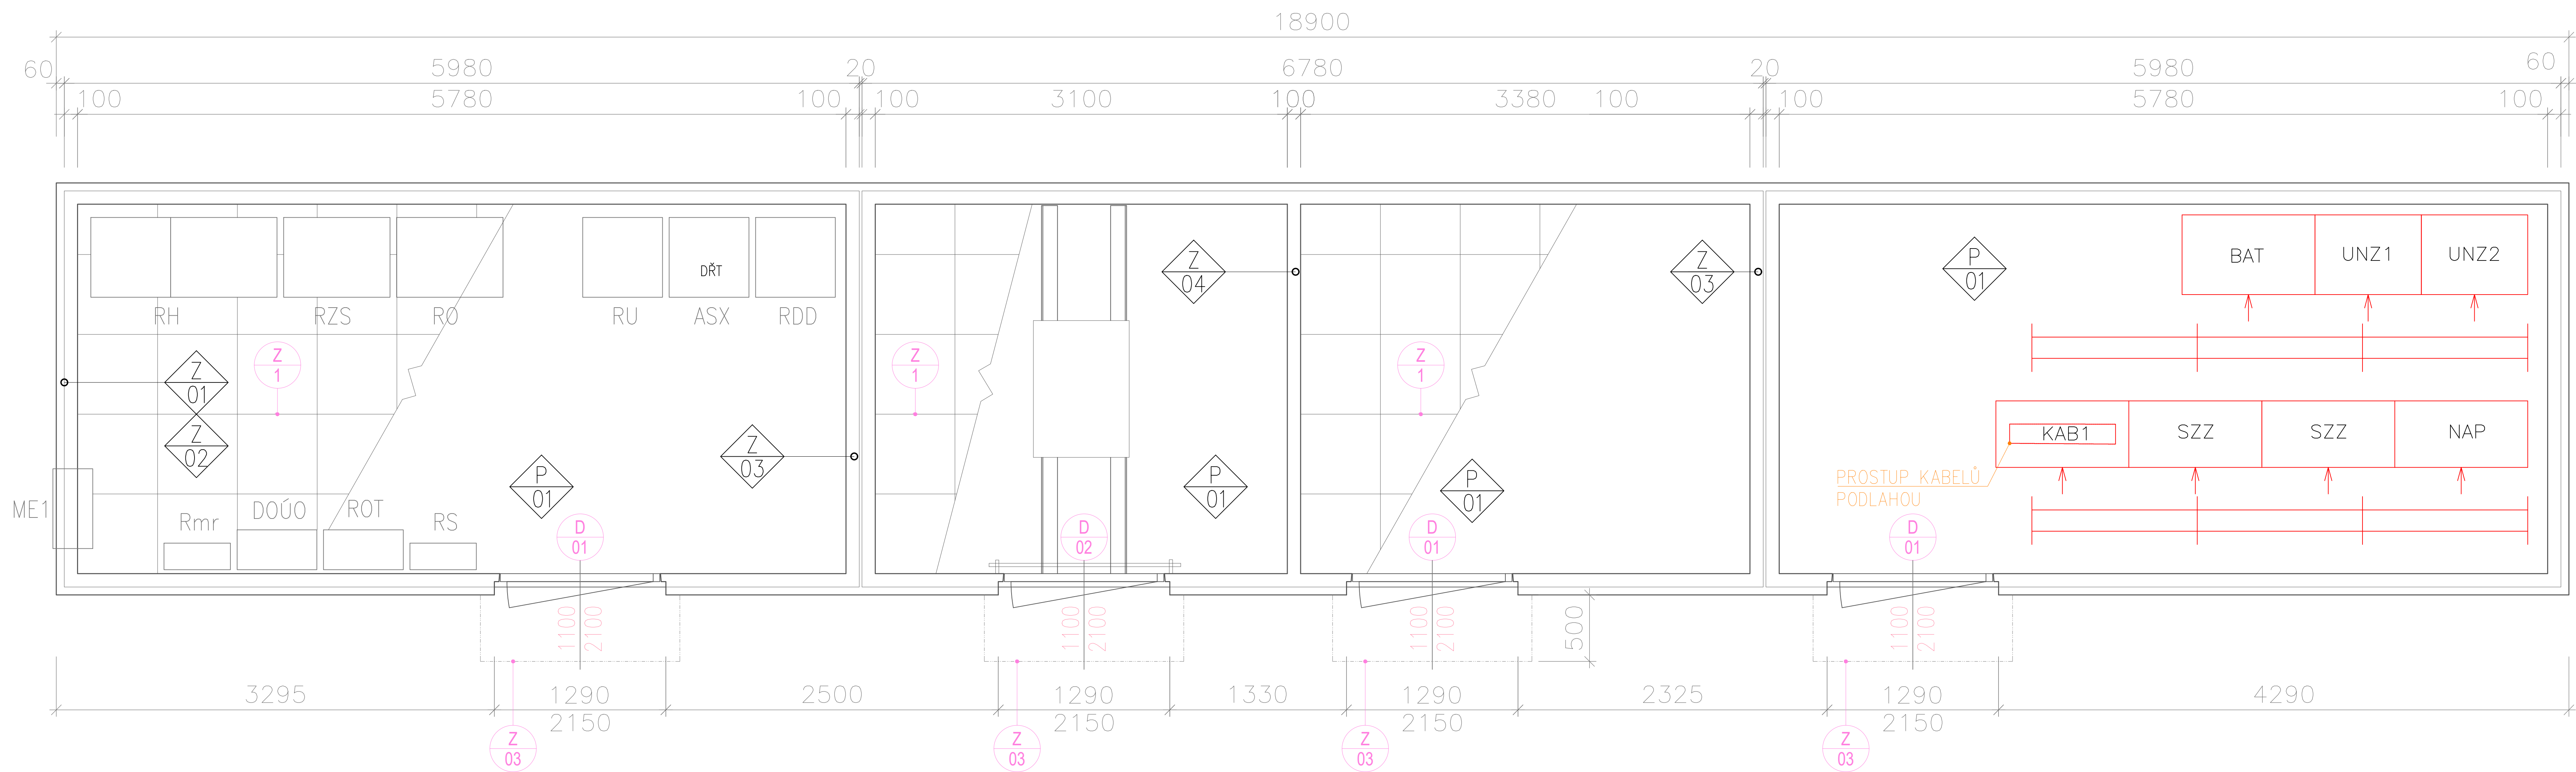 18900
60 5980 20 6780 20 5980 60
100 5780 100 100 3100 100 3380 100 100 5780 100
BAT UNZ1 UNZ2
Z 04
Z 03
P 01
DŘT
RH RZS RO RU ASX RDD
Z 1
Z 1
Z 1
Z 01
Z 02
Z 03
KAB1 SZZ SZZ NAP
PROSTUP KABELŮ
PODLAHOU
P 01
P 01
P 01
ME1
Rmr DOÚO ROT RS
D 01
D 02
D 01
D 01
1100 2100
1100 2100
1100 2100
1100 2100
500
3295 1290 2500 1290 1330 1290 2325 1290 4290
2150 2150 2150 2150
Z 03
Z 03
Z 03
Z 03